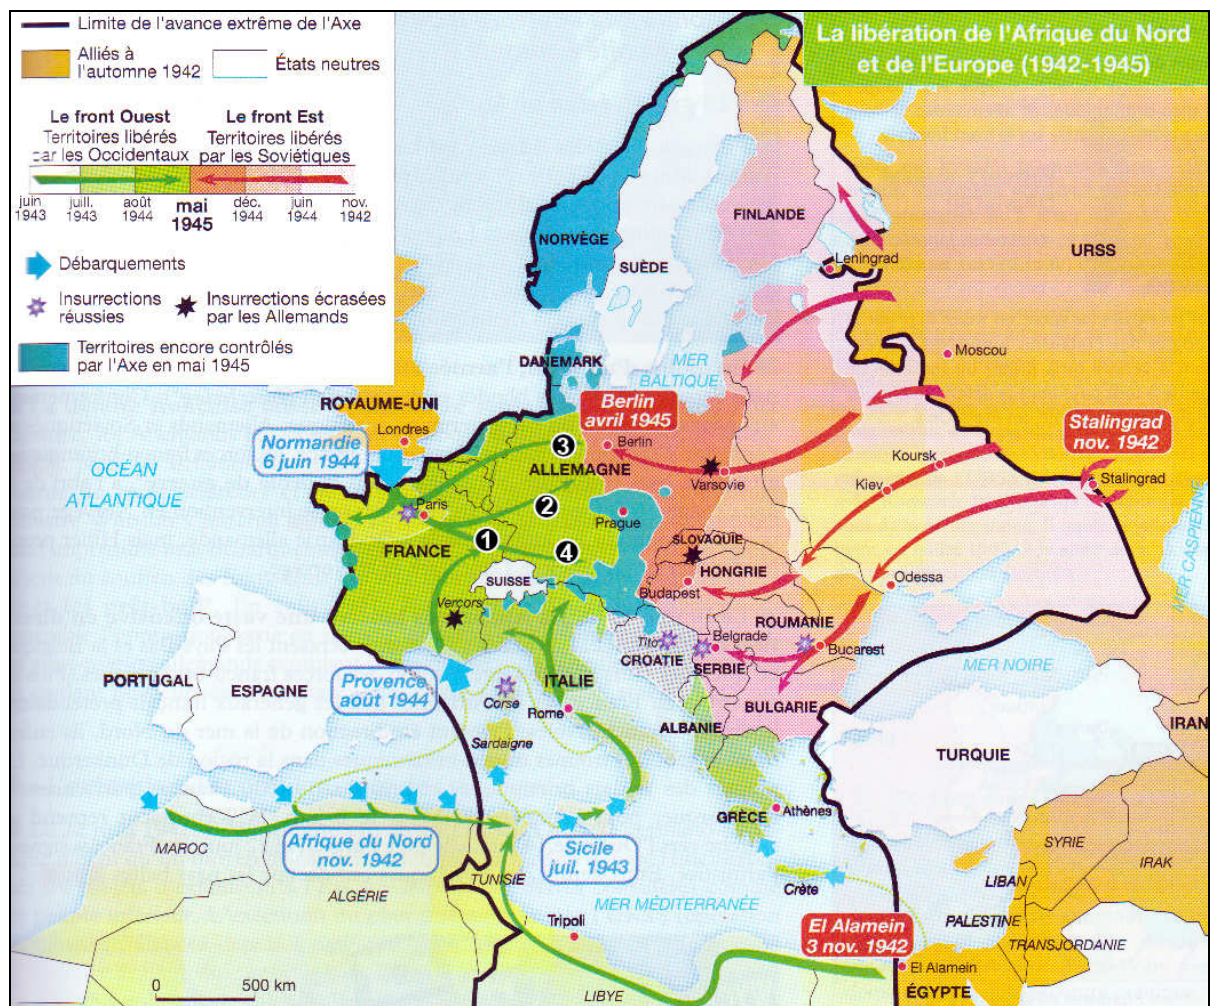 La libération de l'Afrique du Nord
et de l'Europe (1942-1945)
Limite de l'avance extrême de l'Axe
Alliés à
l'automne 1942
États neutres
Le front Ouest
Territoires libérés
par les Occidentaux
Le front Est
Territoires libérés
par les Soviétiques
juin
1943
juill.
1943
août
1944
mai
1945
déc.
1944
juin
1944
nov.
1942
Débarquements
Insurrections
réussies
Insurrections écrasées
par les Allemands
Territoires encore contrôlés
par l'Axe en mai 1945
FINLANDE
NORVÈGE
SUÈDE
URSS
Leningrad
Moscou
DANEMARK
MER
BALTIQUE
ROYAUME-UNI
Londres
Berlin
avril 1945
Stalingrad
nov. 1942
Normandie
6 juin 1944
3
Berlin
ALLEMAGNE
Koursk
OCÉAN
ATLANTIQUE
Varsovie
Kiev
Stalingrad
Paris
2
Prague
FRANCE
1
4
SLOVAQUIE
HONGRIE
MER CASPIENNE
SUISSE
Budapest
Odessa
Vercors
ROUMANIE
Tito
Belgrade
Bucarest
CROATIE
SERBIE
MER NOIRE
PORTUGAL
ESPAGNE
Provence
août 1944
ITALIE
Corse
Rome
BULGARIE
ALBANIE
IRAN
Sardaigne
TURQUIE
GRÈCE
Athènes
MAROC
Afrique du Nord
nov. 1942
Sicile
juil. 1943
SYRIE
IRAK
ALGÉRIE
TUNISIE
Crète
LIBAN
MER MÉDITERRANÉE
Tripoli
El Alamein
3 nov. 1942
PALESTINE
TRANSJORDANIE
El Alamein
0
500 km
LIBYE
ÉGYPTE